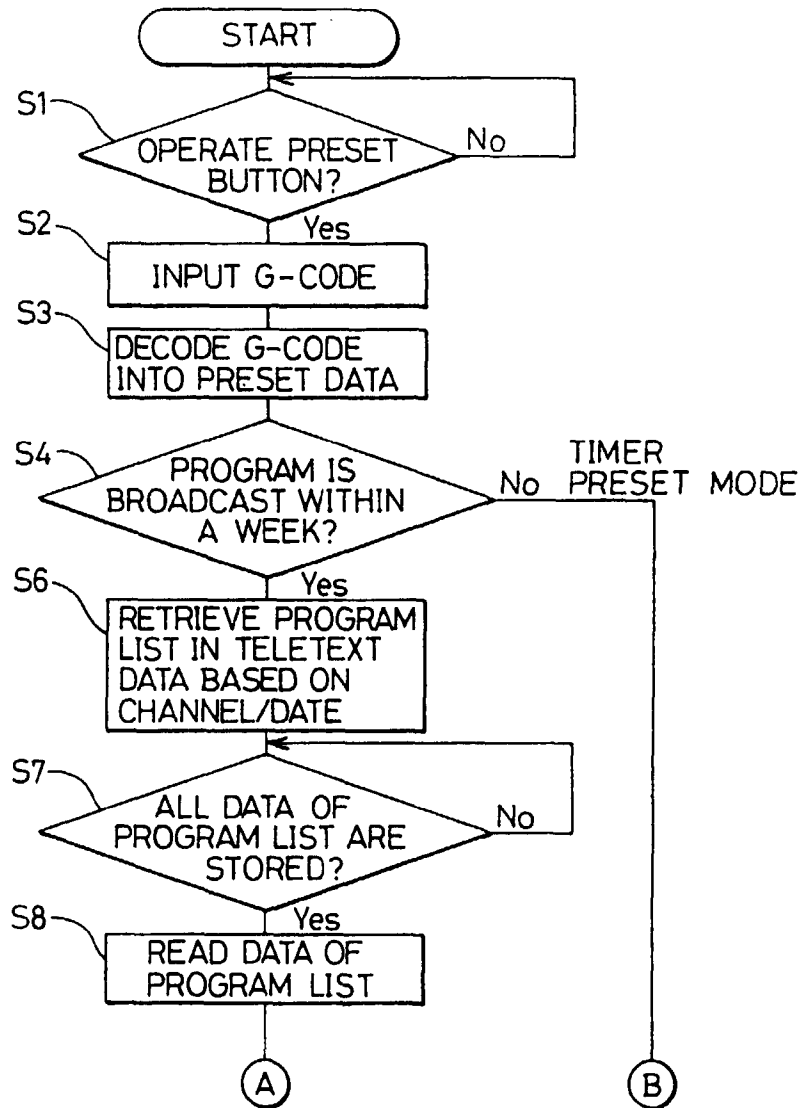 START
S1
OPERATE PRESET
BUTTON?
No
Yes
S2
INPUT G-CODE
S3
DECODE G-CODE
INTO PRESET DATA
S4
PROGRAM IS
BROADCAST WITHIN
A WEEK?
No
TIMER
PRESET MODE
Yes
S6
RETRIEVE PROGRAM
LIST IN TELETEXT
DATA BASED ON
CHANNEL/DATE
S7
ALL DATA OF
PROGRAM LIST ARE
STORED?
No
Yes
S8
READ DATA OF
PROGRAM LIST
A
B